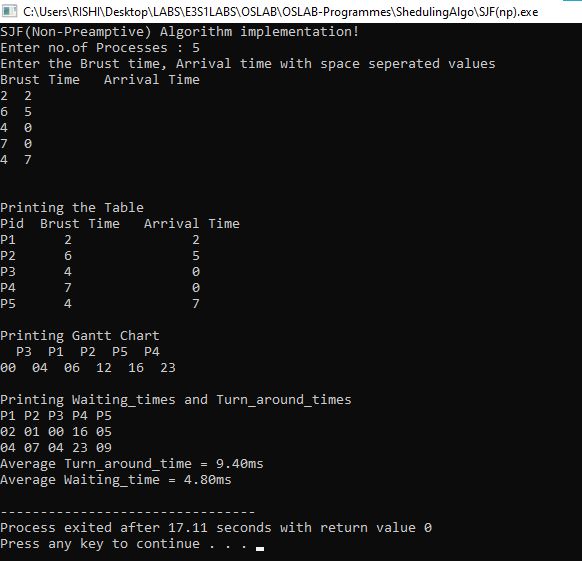 C:\Users\RISHI\Desktop\LABS\E3S1LABS\OSLAB\OSLAB-Programmes\ShedulingAlgo\SJF(np).exe
SJF(Non-Preamptive) Algorithm implementation!
Enter no.of Processes : 5
Enter the Brust time, Arrival time with space seperated values
Brust Time   Arrival Time
2  2
6  5
4  0
7  0
4  7
Printing the Table
Pid  Brust Time   Arrival Time
P1      2               2
P2      6               5
P3      4               0
P4      7               0
P5      4               7
Printing Gantt Chart
  P3  P1  P2  P5  P4
00  04  06  12  16  23
Printing Waiting_times and Turn_around_times
P1 P2 P3 P4 P5
02 01 00 16 05
04 07 04 23 09
Average Turn_around_time = 9.40ms
Average Waiting_time = 4.80ms
--------------------------------
Process exited after 17.11 seconds with return value 0
Press any key to continue . . .